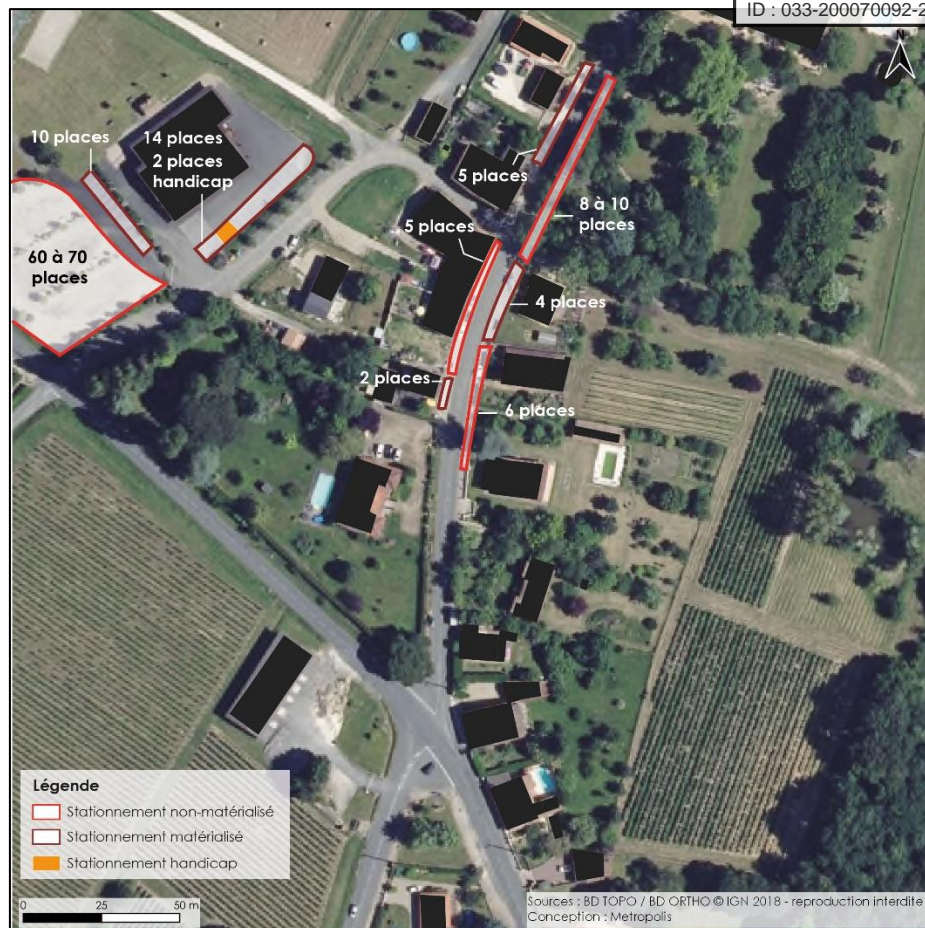 ID : 033-200070092-2
N
10 places
14 places
2 places
handicap
5 places
8 à 10
places
5 places
60 à 70
places
4 places
2 places
6 places
Légende
Stationnement non-matérialisé
Stationnement matérialisé
Stationnement handicap
0 25 50 m
Sources : BD TOPO / BD ORTHO © IGN 2018 - reproduction interdite
Conception : Metropolis